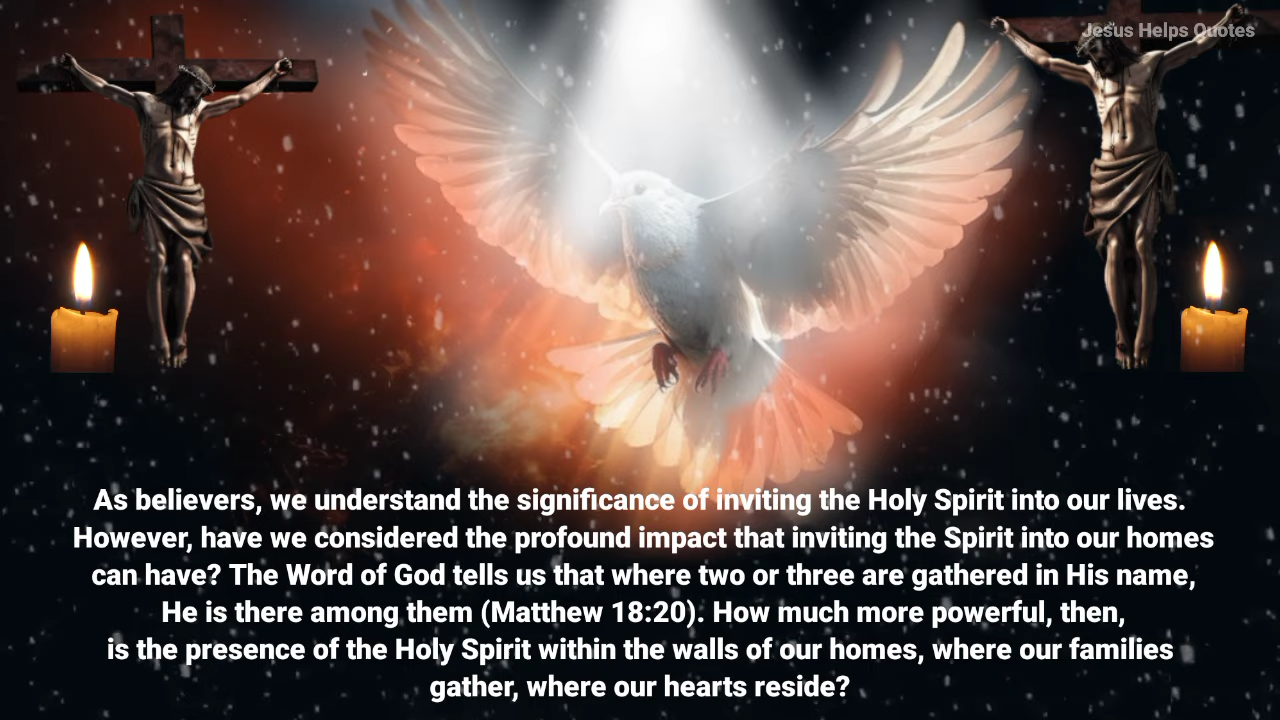 Jesus Helps Quotes
As believers, we understand the significance of inviting the Holy Spirit into our lives.
However, have we considered the profound impact that inviting the Spirit into our homes
can have? The Word of God tells us that where two or three are gathered in His name,
He is there among them (Matthew 18:20). How much more powerful, then,
is the presence of the Holy Spirit within the walls of our homes, where our families
gather, where our hearts reside?